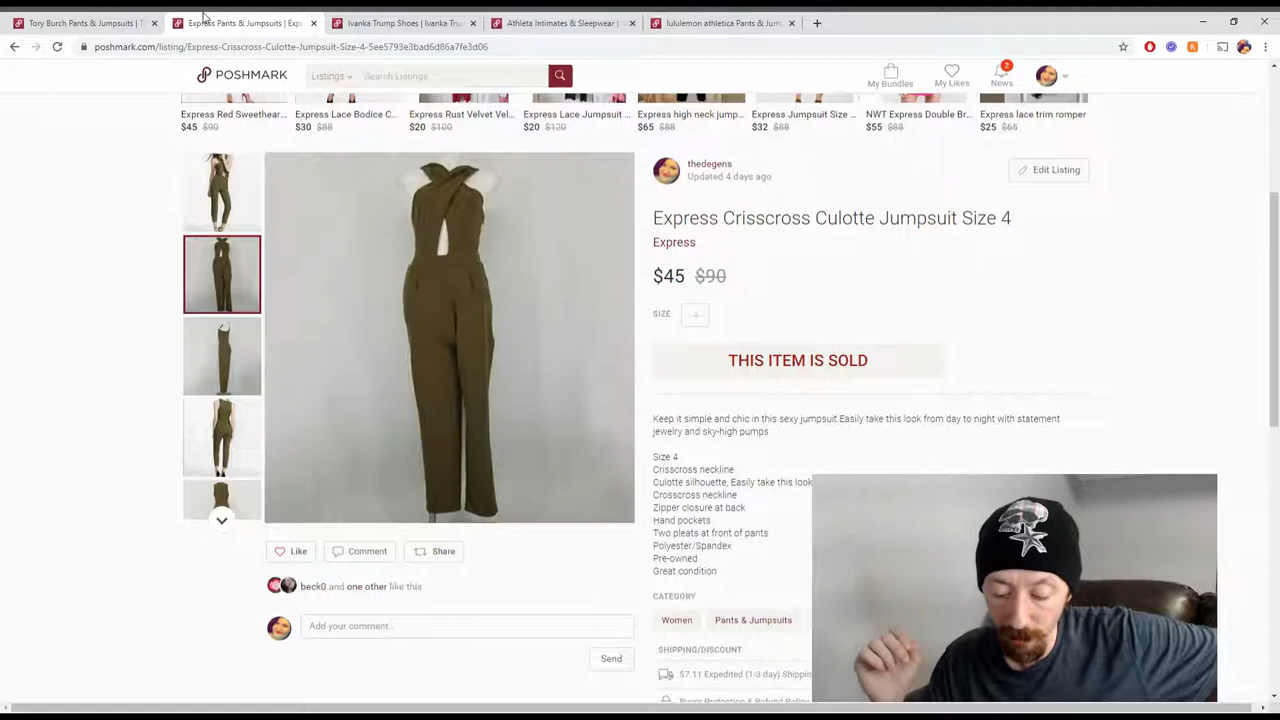 Tory Burch Pants & Jumpsuits | T
Express Pants & Jumpsuits | Expr
Ivanka Trump Shoes | Ivanka Trum
Athleta Intimates & Sleepwear |
lululemon athletica Pants & Jum
poshmark.com/listing/Express-Crisscross-Culotte-Jumpsuit-Size-4-5ee5793e3bad6d86a7fe3d06
POSHMARK
Listings
Search Listings
My Bundles
My Likes
2
News
Express Red Sweethear...
$45 $90
Express Lace Bodice C...
$30 $88
Express Rust Velvet Vel...
$20 $100
Express Lace Jumpsuit ...
$20 $120
Express high neck jump...
$65 $88
Express Jumpsuit Size ...
$32 $88
NWT Express Double Br...
$55 $88
Express lace trim romper
$25 $65
thedegens
Updated 4 days ago
Edit Listing
Express Crisscross Culotte Jumpsuit Size 4
Express
$45 $90
SIZE 4
THIS ITEM IS SOLD
Keep it simple and chic in this sexy jumpsuit.Easily take this look from day to night with statement
jewelry and sky-high pumps
Size 4
Crisscross neckline
Culotte silhouette, Easily take this look
Crosscross neckline
Zipper closure at back
Hand pockets
Two pleats at front of pants
Polyester/Spandex
Pre-owned
Great condition
CATEGORY
Women
Pants & Jumpsuits
SHIPPING/DISCOUNT
$7.11 Expedited (1-3 day) Shippin
Buyer Protection & Refund Policy
Like
Comment
Share
beck0 and one other like this
Add your comment..
Send